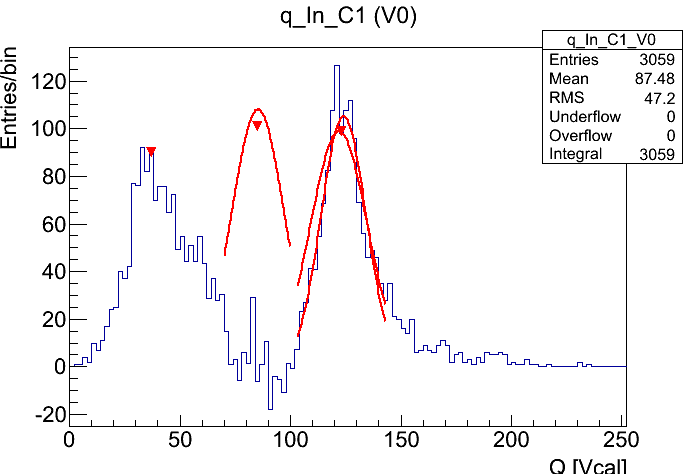 q_In_C1 (V0)
q_In_C1_V0
Entries 3059
Mean 87.48
RMS 47.2
Underflow 0
Overflow 0
Integral 3059
Entries/bin
120
100
80
60
40
20
0
-20
0 50 100 150 200 250
Q [Vcal]